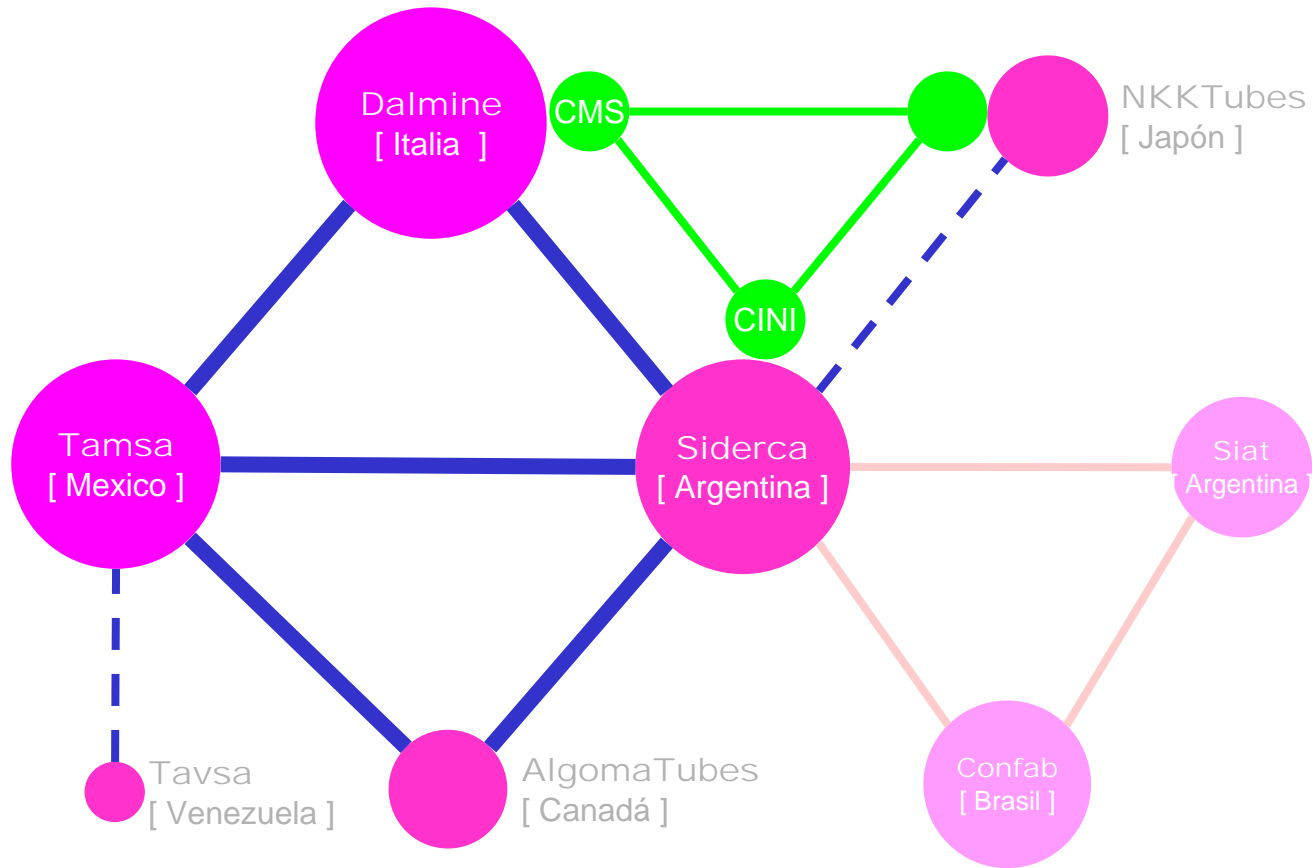 Dalmine
[ Italia  ]
CMS
NKKTubes
[ Japón ]
CINI
Tamsa
[ Mexico ]
Siderca
[ Argentina ]
Siat
[ Argentina ]
Tavsa
[ Venezuela ]
AlgomaTubes
[ Canadá ]
Confab
[ Brasil ]